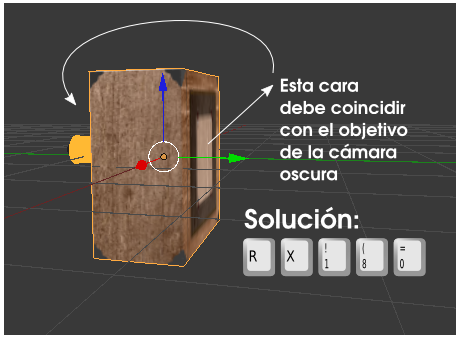 Esta cara
debe coincidir
con el objetivo
de la cámara
oscura
Solución:
R X ! 1 ( 8 = 0